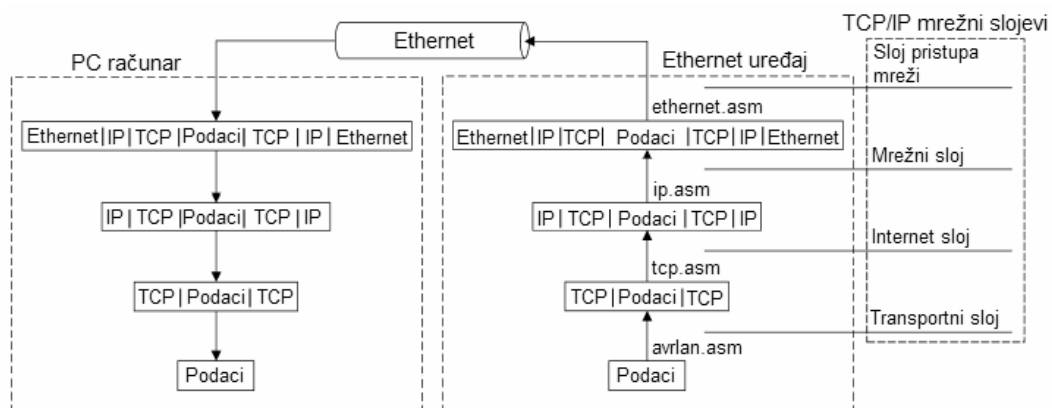 TCP/IP mrežni slojevi
Ethernet
PC računar
Ethernet uređaj
Sloj pristupa
mreži
ethernet.asm
Ethernet|IP|TCP|Podaci| TCP | IP | Ethernet
Ethernet|IP|TCP| Podaci |TCP|IP|Ethernet
Mrežni sloj
ip.asm
IP | TCP |Podaci| TCP | IP
IP | TCP | Podaci | TCP | IP
Internet sloj
tcp.asm
TCP | Podaci | TCP
TCP | Podaci | TCP
Transportni sloj
avrlan.asm
Podaci
Podaci